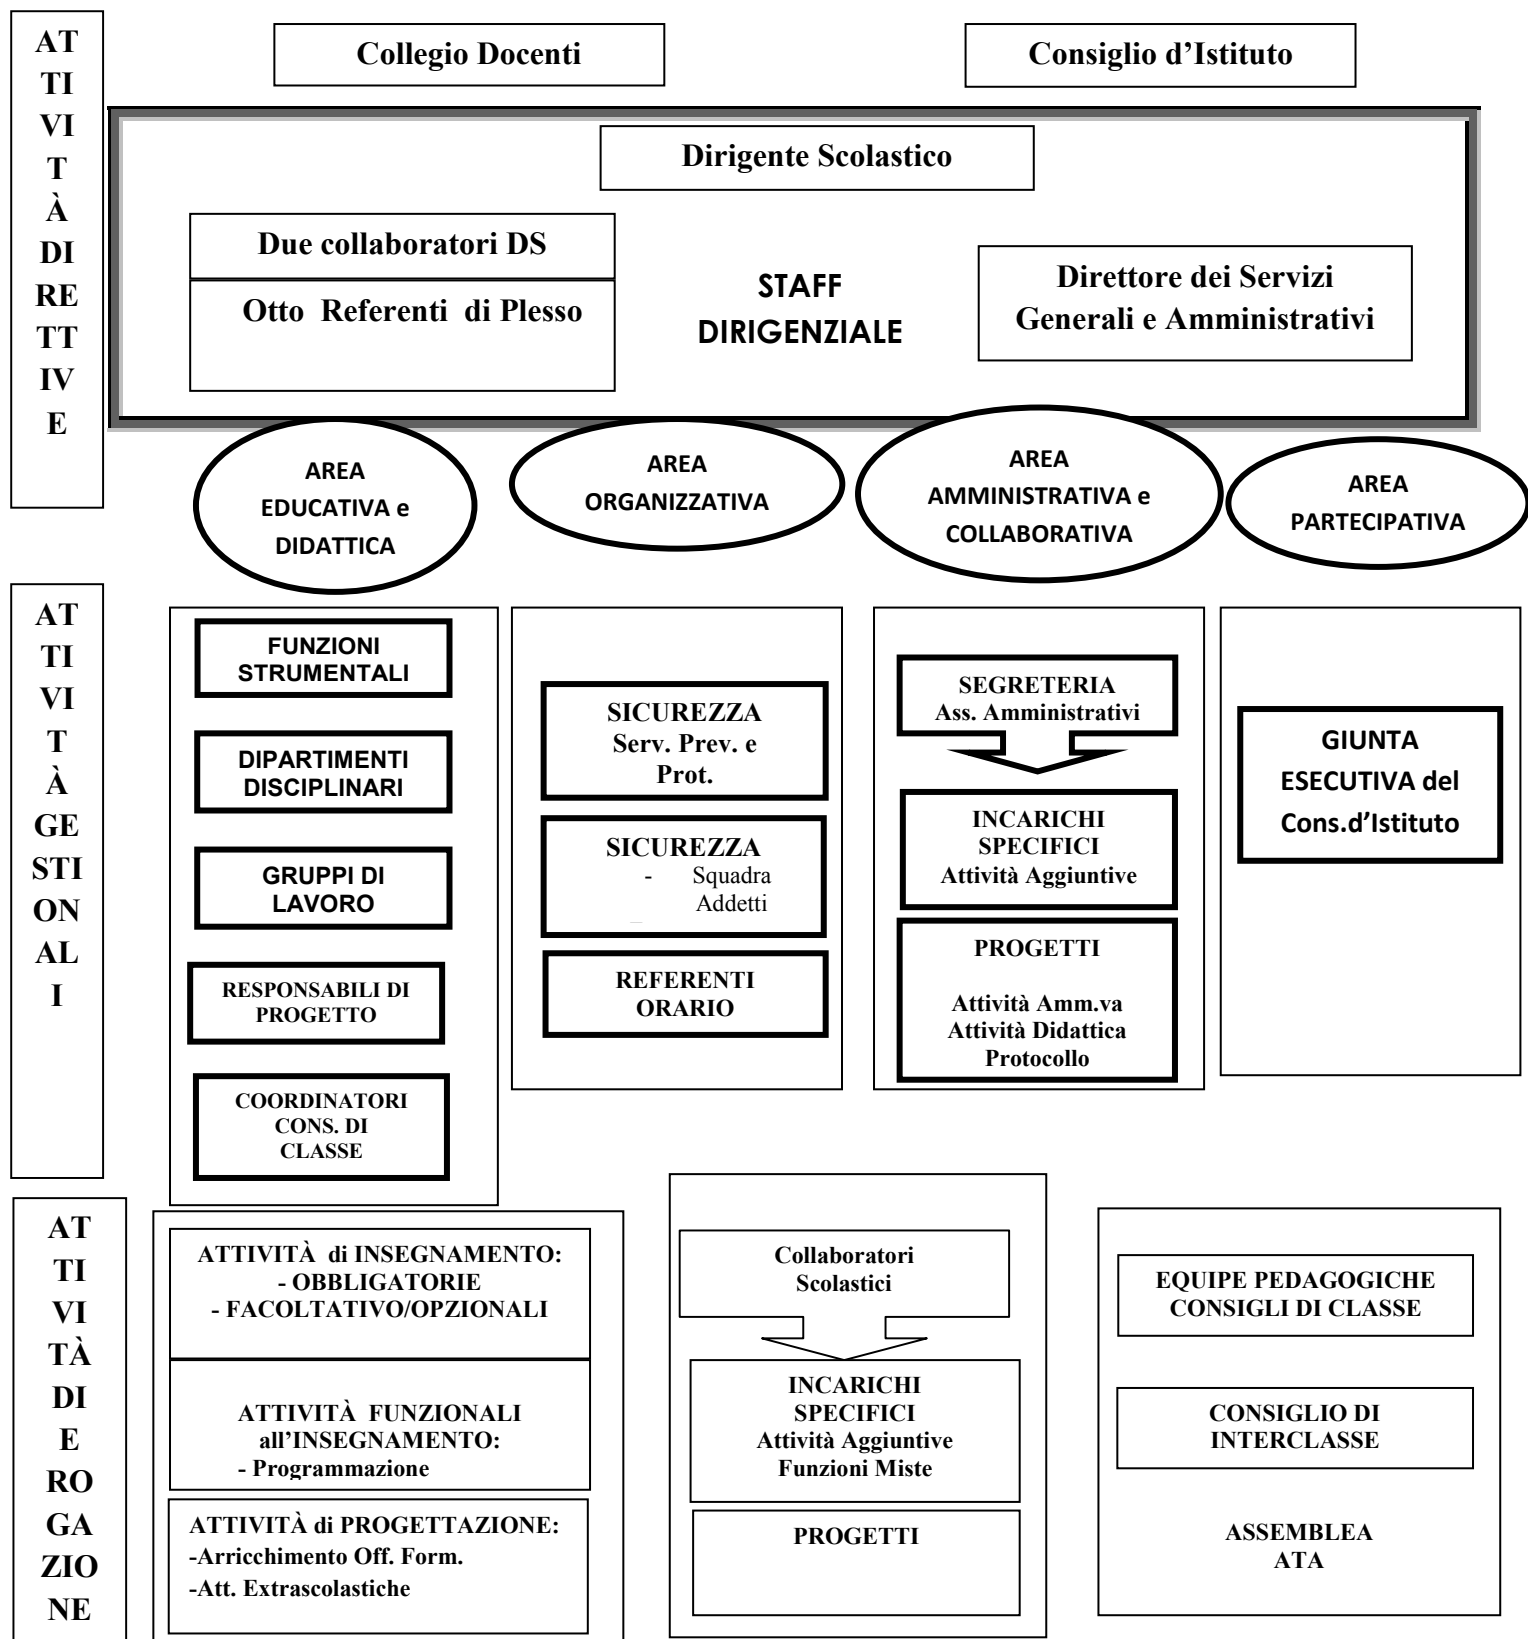 AT
TI
VI
T
À
DI
RE
TT
IV
E
Collegio Docenti
Consiglio d'Istituto
Dirigente Scolastico
Due collaboratori DS
Otto Referenti di Plesso
STAFF
DIRIGENZIALE
Direttore dei Servizi
Generali e Amministrativi
AREA
EDUCATIVA e
DIDATTICA
AREA
ORGANIZZATIVA
AREA
AMMINISTRATIVA e
COLLABORATIVA
AREA
PARTECIPATIVA
AT
TI
VI
T
À
GE
STI
ON
AL
I
FUNZIONI
STRUMENTALI
DIPARTIMENTI
DISCIPLINARI
GRUPPI DI
LAVORO
RESPONSABILI DI
PROGETTO
COORDINATORI
CONS. DI
CLASSE
SICUREZZA
Serv. Prev. e
Prot.
SICUREZZA
- Squadra
Addetti
REFERENTI
ORARIO
SEGRETERIA
Ass. Amministrativi
INCARICHI
SPECIFICI
Attività Aggiuntive
PROGETTI
Attività Amm.va
Attività Didattica
Protocollo
GIUNTA
ESECUTIVA del
Cons.d'Istituto
AT
TI
VI
TÀ
DI
E
RO
GA
ZIO
NE
ATTIVITÀ di INSEGNAMENTO:
- OBBLIGATORIE
- FACOLTATIVO/OPZIONALI
ATTIVITÀ FUNZIONALI
all'INSEGNAMENTO:
- Programmazione
ATTIVITÀ di PROGETTAZIONE:
-Arricchimento Off. Form.
-Att. Extrascolastiche
Collaboratori
Scolastici
INCARICHI
SPECIFICI
Attività Aggiuntive
Funzioni Miste
PROGETTI
EQUIPE PEDAGOGICHE
CONSIGLI DI CLASSE
CONSIGLIO DI
INTERCLASSE
ASSEMBLEA
ATA